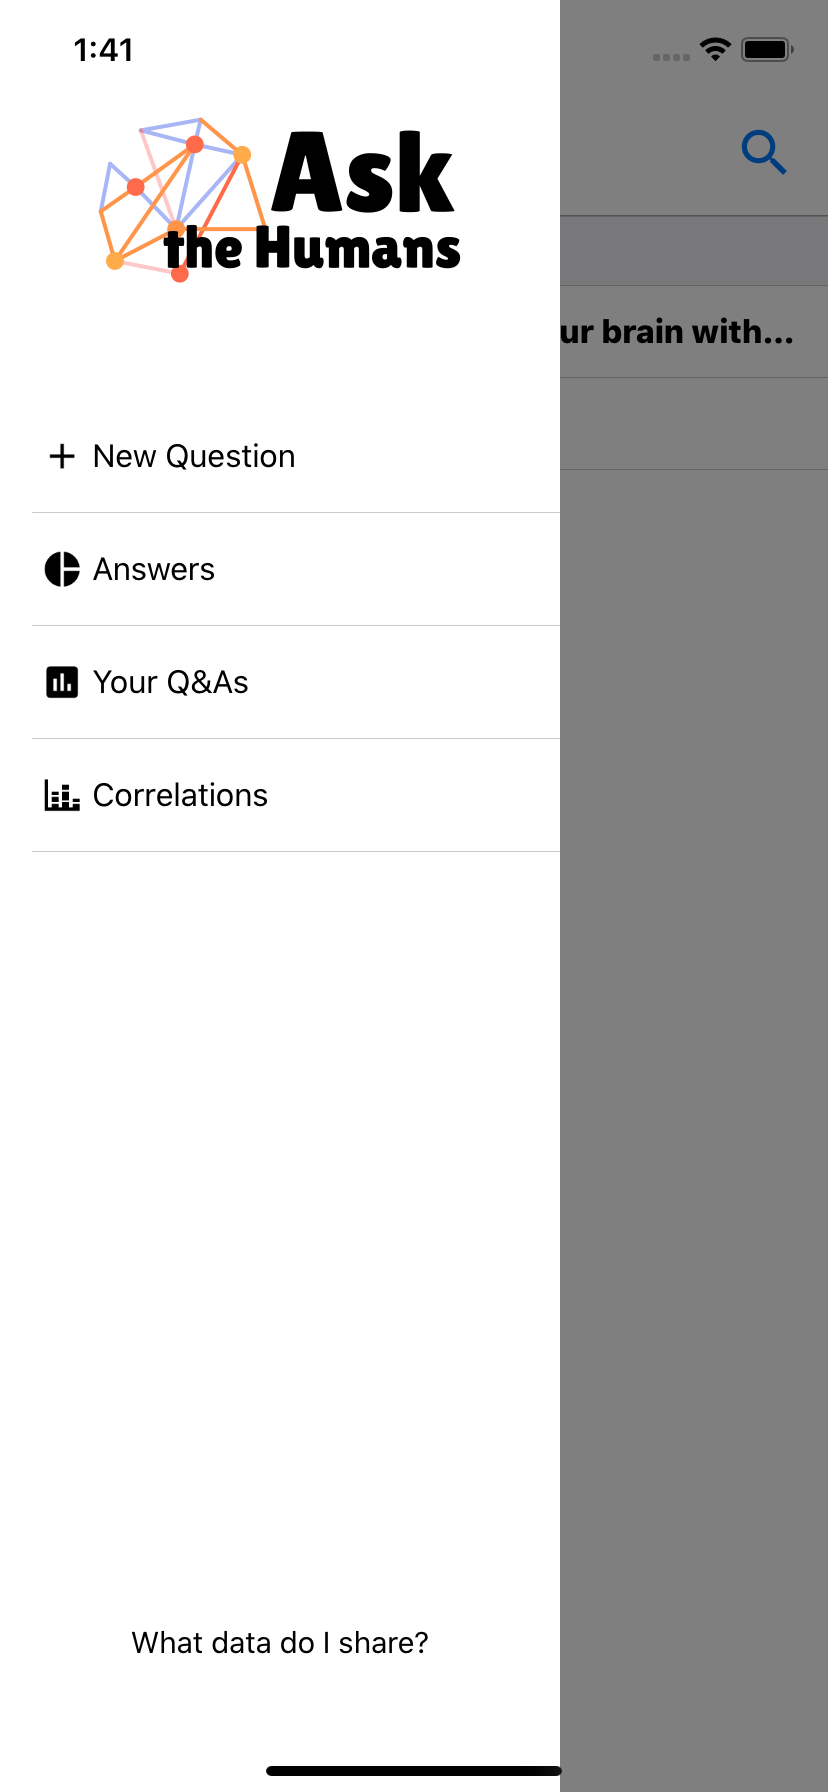 1:41
Ask
the Humans
ur brain with...
New Question
Answers
Your Q&As
Correlations
What data do I share?